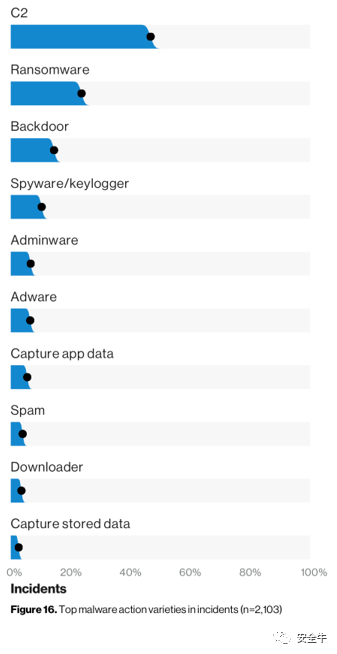 C2
Ransomware
Backdoor
Spyware/keylogger
Adminware
Adware
Capture app data
Spam
Downloader
Capture stored data
0% 20% 40% 60% 80% 100%
Incidents
Figure 16. Top malware action varieties in incidents (n=2,103)
安全牛